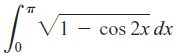 ∫₀^π √(1 − cos 2x) dx